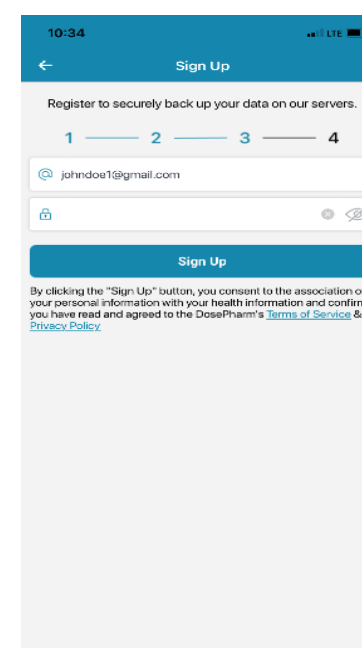 10:34 LTE
Sign Up
Register to securely back up your data on our servers.
1 2 3 4
johndoe1@gmail.com
Sign Up
By clicking the "Sign Up" button, you consent to the association o
your personal information with your health information and confirm
you have read and agreed to the DosePharm's Terms of Service &
Privacy Policy